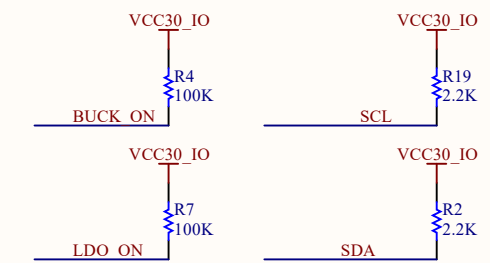 VCC30_IO
R4
100K
BUCK_ON
VCC30_IO
R19
2.2K
SCL
VCC30_IO
R7
100K
LDO_ON
VCC30_IO
R2
2.2K
SDA